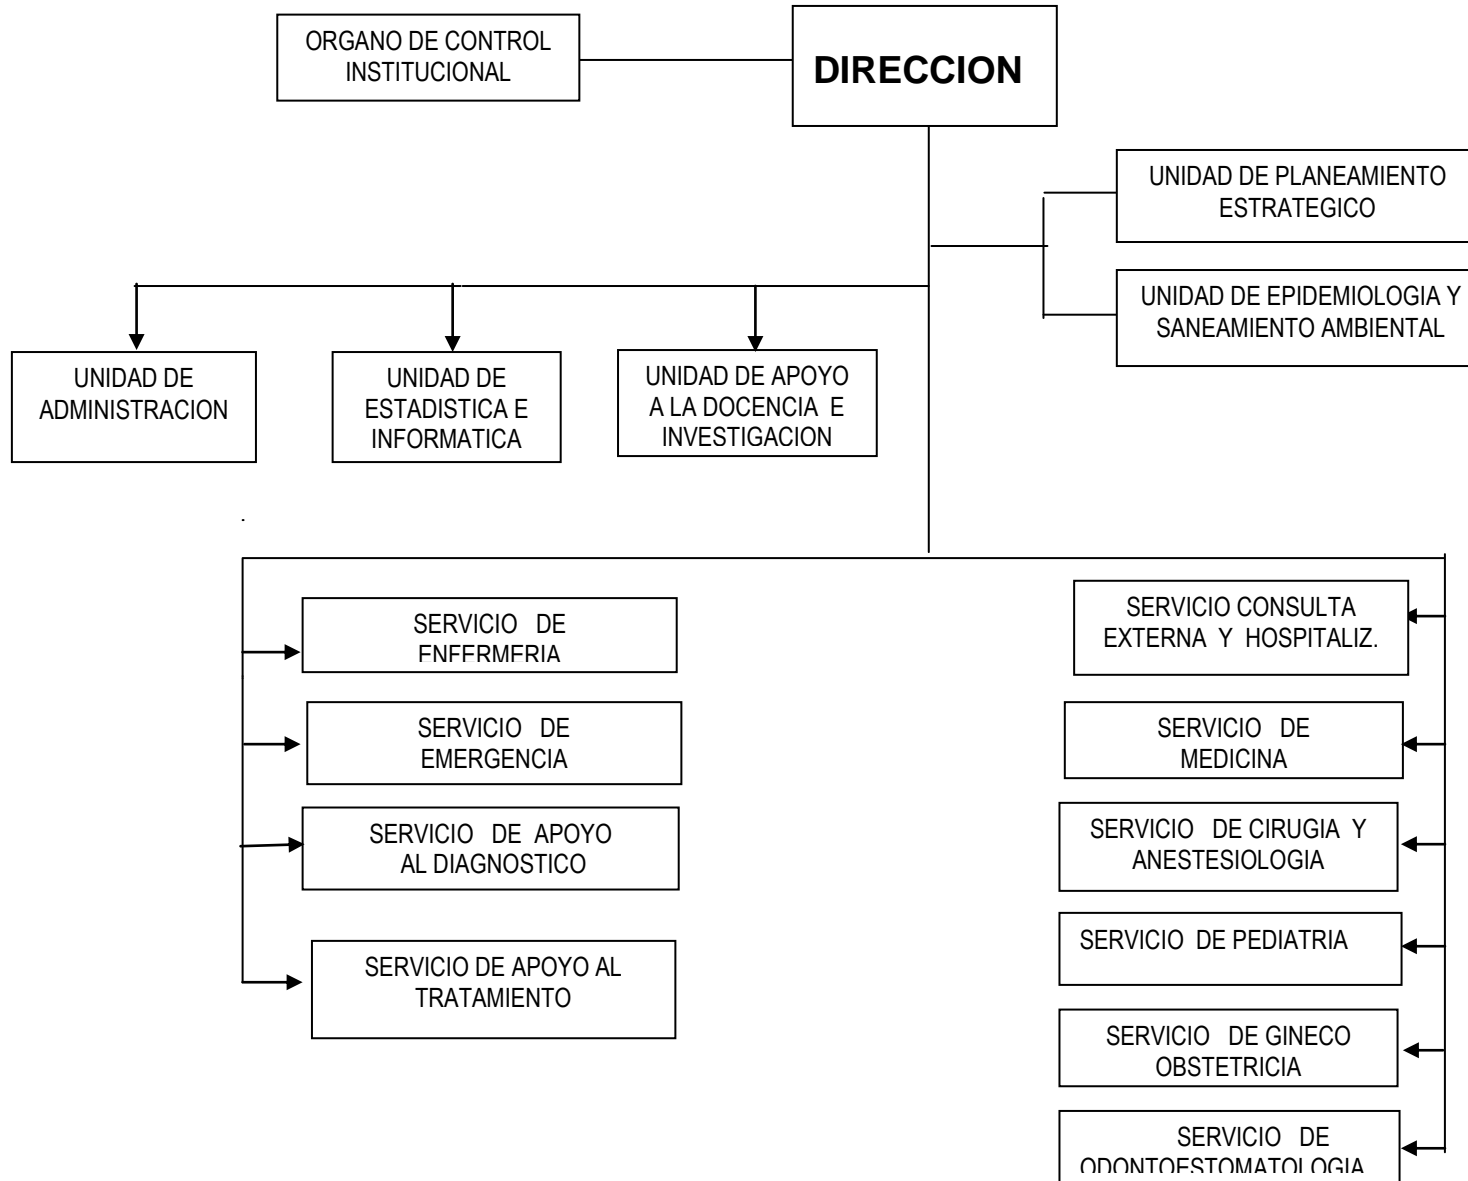 ORGANO DE CONTROL
INSTITUCIONAL
DIRECCION
UNIDAD DE PLANEAMIENTO
ESTRATEGICO
UNIDAD DE EPIDEMIOLOGIA Y
SANEAMIENTO AMBIENTAL
UNIDAD DE
ADMINISTRACION
UNIDAD DE
ESTADISTICA E
INFORMATICA
UNIDAD DE APOYO
A LA DOCENCIA E
INVESTIGACION
SERVICIO DE
ENFERMERIA
SERVICIO DE
EMERGENCIA
SERVICIO DE APOYO
AL DIAGNOSTICO
SERVICIO DE APOYO AL
TRATAMIENTO
SERVICIO CONSULTA
EXTERNA Y HOSPITALIZ.
SERVICIO DE
MEDICINA
SERVICIO DE CIRUGIA Y
ANESTESIOLOGIA
SERVICIO DE PEDIATRIA
SERVICIO DE GINECO
OBSTETRICIA
SERVICIO DE
ODONTOESTOMATOLOGIA